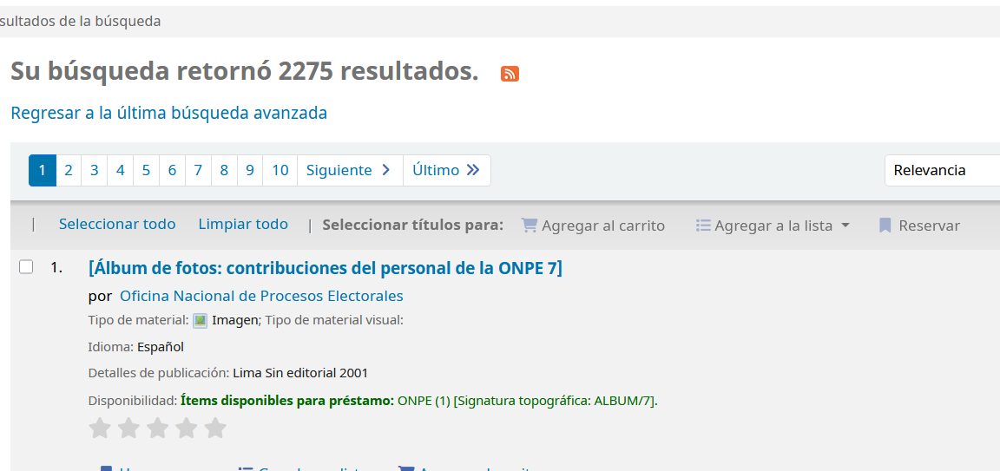 sultados de la búsqueda
Su búsqueda retornó 2275 resultados.
Regresar a la última búsqueda avanzada
1 2 3 4 5 6 7 8 9 10 Siguiente Último Relevancia
| Seleccionar todo Limpiar todo | Seleccionar títulos para: Agregar al carrito Agregar a la lista Reservar
1. [Álbum de fotos: contribuciones del personal de la ONPE 7]
por Oficina Nacional de Procesos Electorales
Tipo de material: Imagen; Tipo de material visual:
Idioma: Español
Detalles de publicación: Lima Sin editorial 2001
Disponibilidad: Ítems disponibles para préstamo: ONPE (1) [Signatura topográfica: ALBUM/7].